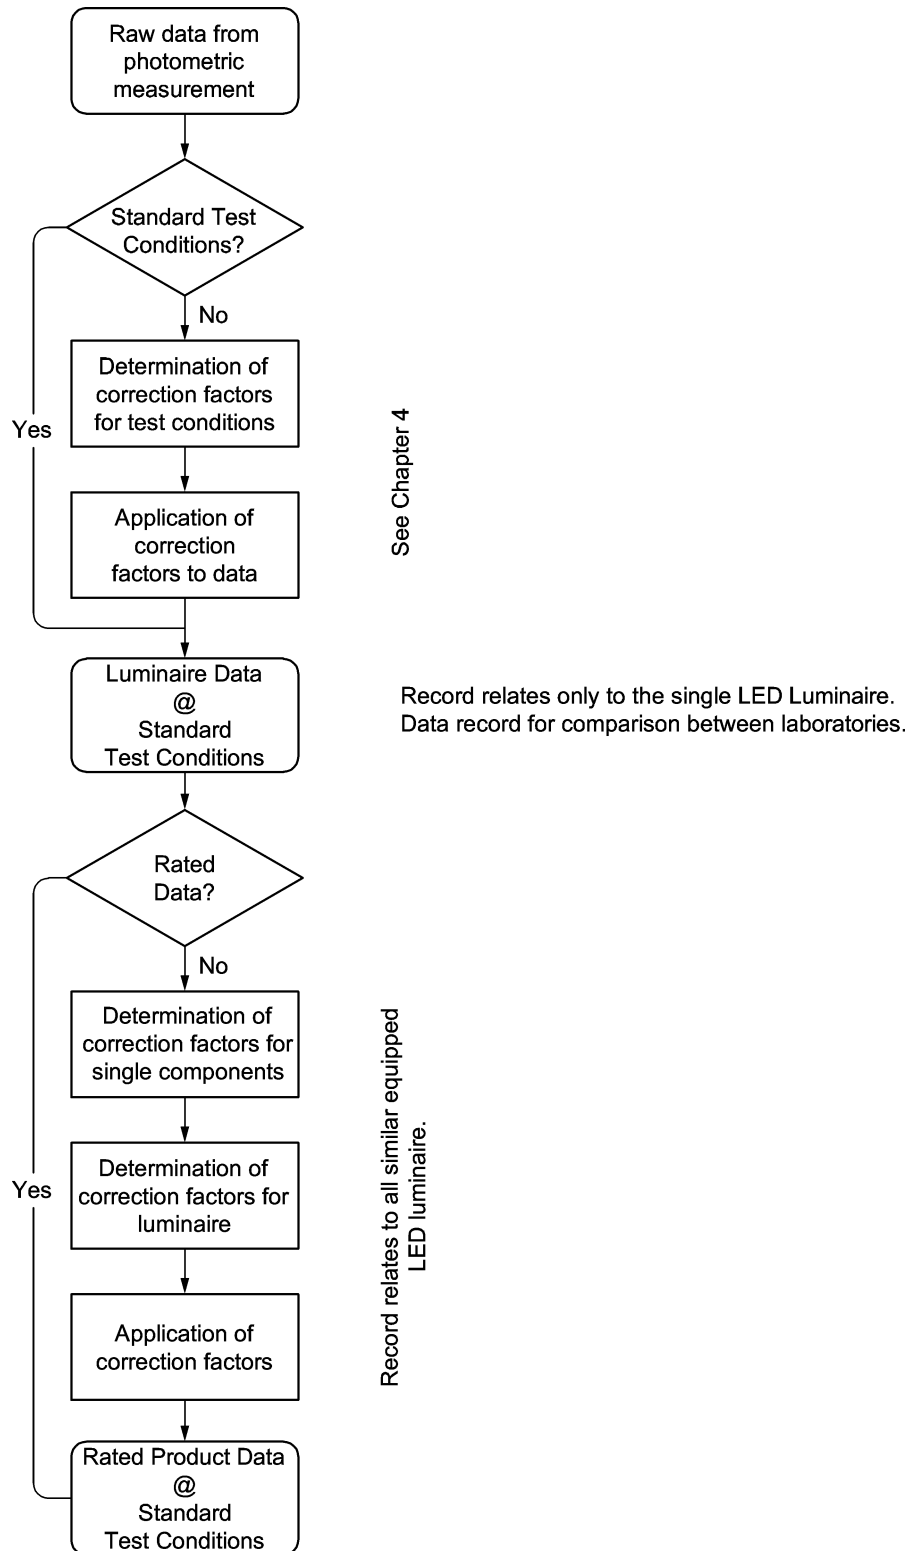 Raw data from
photometric
measurement
Standard Test
Conditions?
No
Determination of
correction factors
for test conditions
Yes
See Chapter 4
Application of
correction
factors to data
Luminaire Data
@
Standard
Test Conditions
Record relates only to the single LED Luminaire.
Data record for comparison between laboratories.
Rated
Data?
No
Determination of
correction factors for
single components
Yes
Determination of
correction factors for
luminaire
Record relates to all similar equipped
LED luminaire.
Application of
correction factors
Rated Product Data
@
Standard
Test Conditions